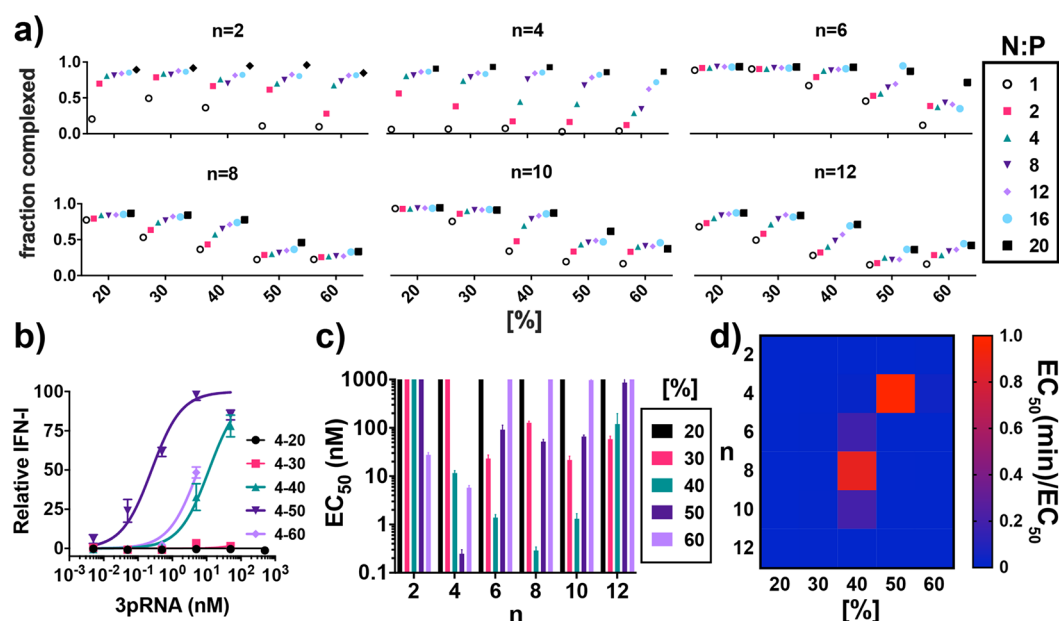 a)
n=2
n=4
n=6
N:P
1
2
4
8
12
16
20
fraction complexed
1.0
0.5
0.0
n=8
n=10
n=12
1.0
0.5
0.0
20 30 40 50 60
20 30 40 50 60
20 30 40 50 60
[%]
b)
Relative IFN-I
100
75
50
25
0
10⁻³ 10⁻² 10⁻¹ 10⁰ 10¹ 10² 10³
3pRNA (nM)
4-20
4-30
4-40
4-50
4-60
c)
EC₅₀ (nM)
1000
100
10
1
0.1
2 4 6 8 10 12
n
[%]
20
30
40
50
60
d)
n
2
4
6
8
10
12
20 30 40 50 60
[%]
1.0
0.8
0.6
0.4
0.2
0
EC₅₀(min)/EC₅₀